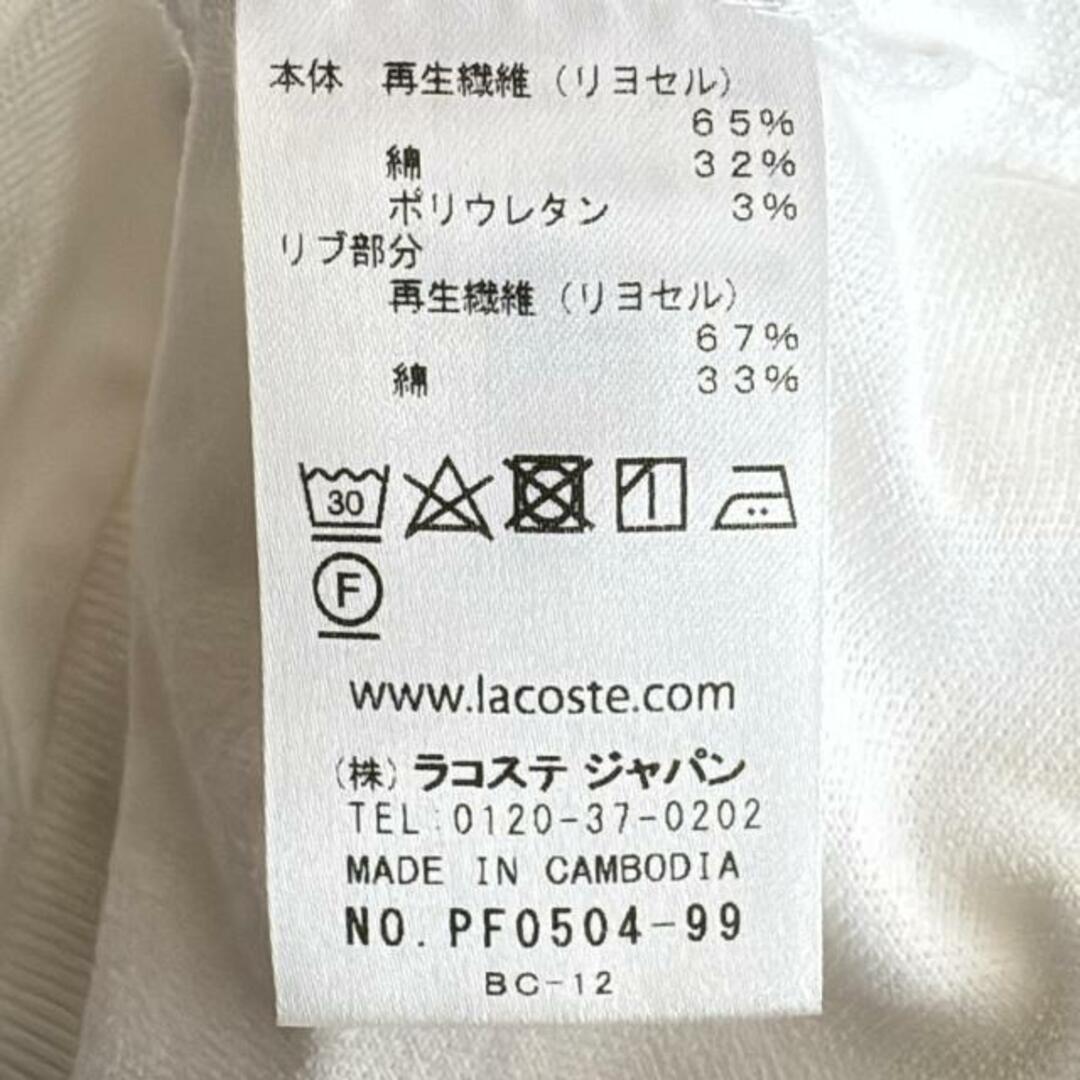 本体 再生繊維（リヨセル）
65%
綿 32%
ポリウレタン 3%
リブ部分
再生繊維（リヨセル）
67%
綿 33%
30
F
www.lacoste.com
（株）ラコステ ジャパン
TEL:0120-37-0202
MADE IN CAMBODIA
NO. PF0504-99
BC-12